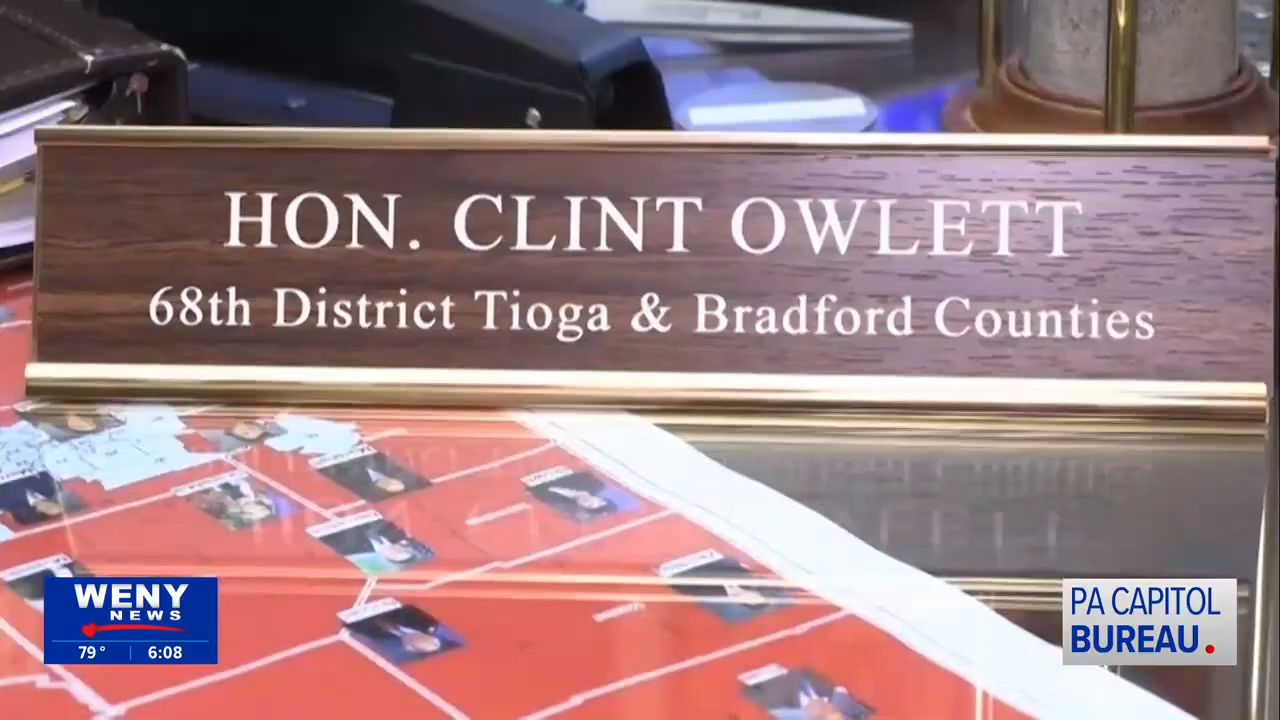 HON. CLINT OWLETT
68th District Tioga & Bradford Counties
WENY
NEWS
79° | 6:08
PA CAPITOL
BUREAU.